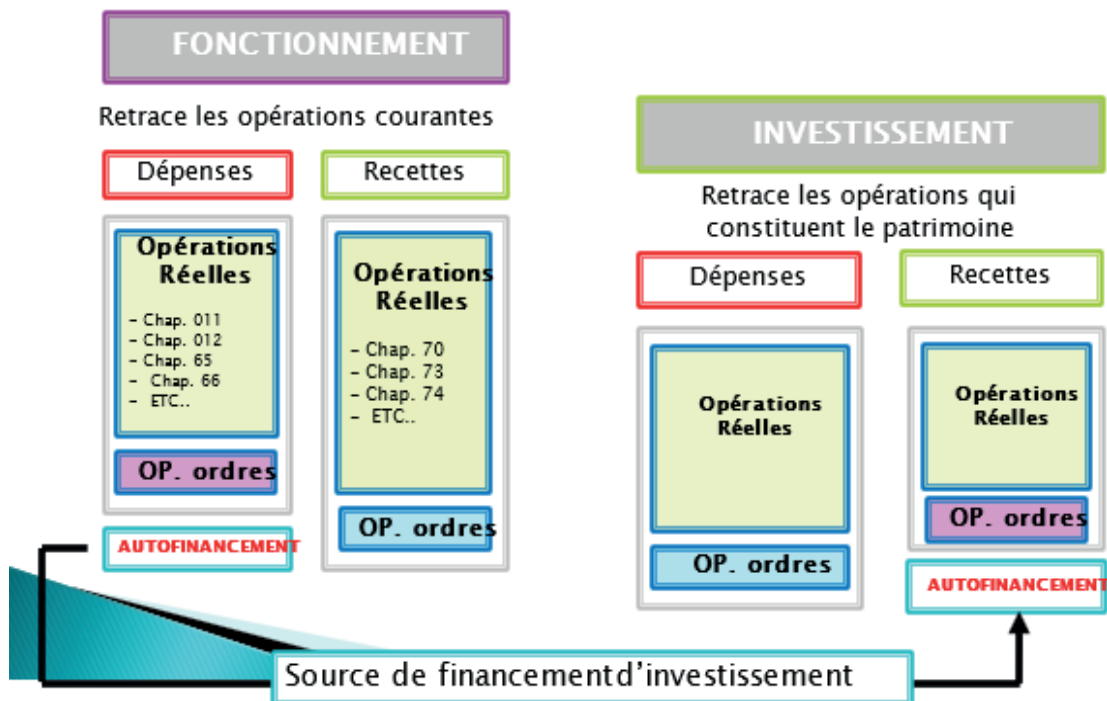 FONCTIONNEMENT
Retrace les opérations courantes
Dépenses
Recettes
Opérations
Réelles
- Chap. 011
- Chap. 012
- Chap. 65
- Chap. 66
- ETC..
OP. ordres
AUTOFINANCEMENT
Opérations
Réelles
- Chap. 70
- Chap. 73
- Chap. 74
- ETC..
OP. ordres
INVESTISSEMENT
Retrace les opérations qui
constituent le patrimoine
Dépenses
Recettes
Opérations
Réelles
OP. ordres
Opérations
Réelles
OP. ordres
AUTOFINANCEMENT
Source de financementd'investissement